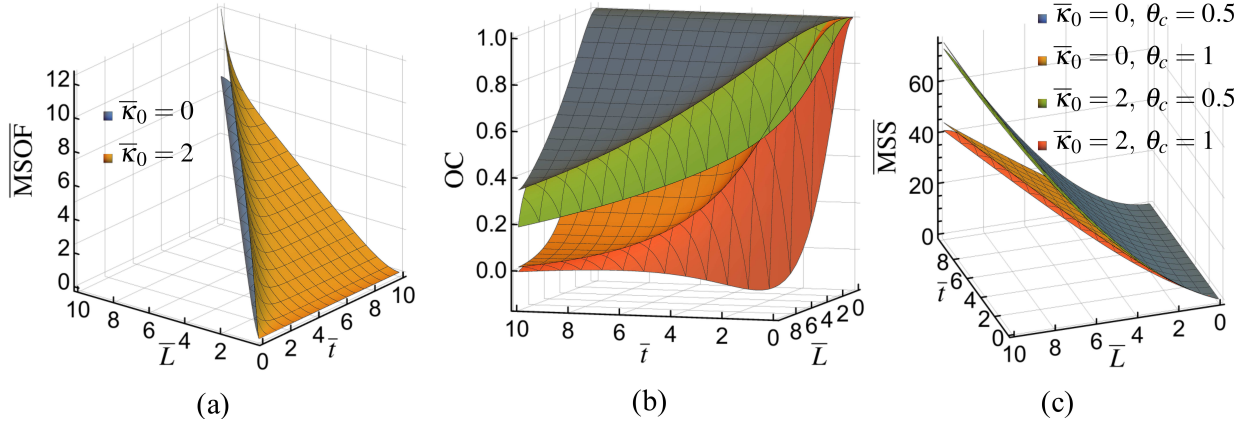 MSOF
12
10
8
6
4
2
0
κ̅₀ = 0
κ̅₀ = 2
10 8 6 4 2 0
L̅
2 4 6 8 10
t̅
(a)
OC
1.0
0.8
0.6
0.4
0.2
0.0
10 8 6 4 2 0
t̅
8 6 4 2 0
L̅
(b)
κ̅₀ = 0, θc = 0.5
κ̅₀ = 0, θc = 1
κ̅₀ = 2, θc = 0.5
κ̅₀ = 2, θc = 1
MSS
60
40
20
0
8 6 4 2 0
t̅
10 8 6 4 2 0
L̅
(c)